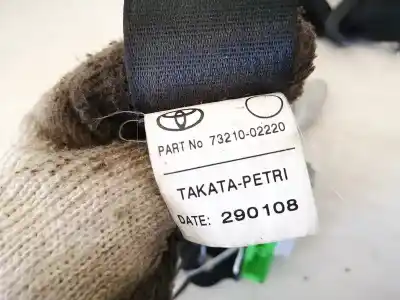 PART No 73210-02220
TAKATA-PETRI
DATE: 290108